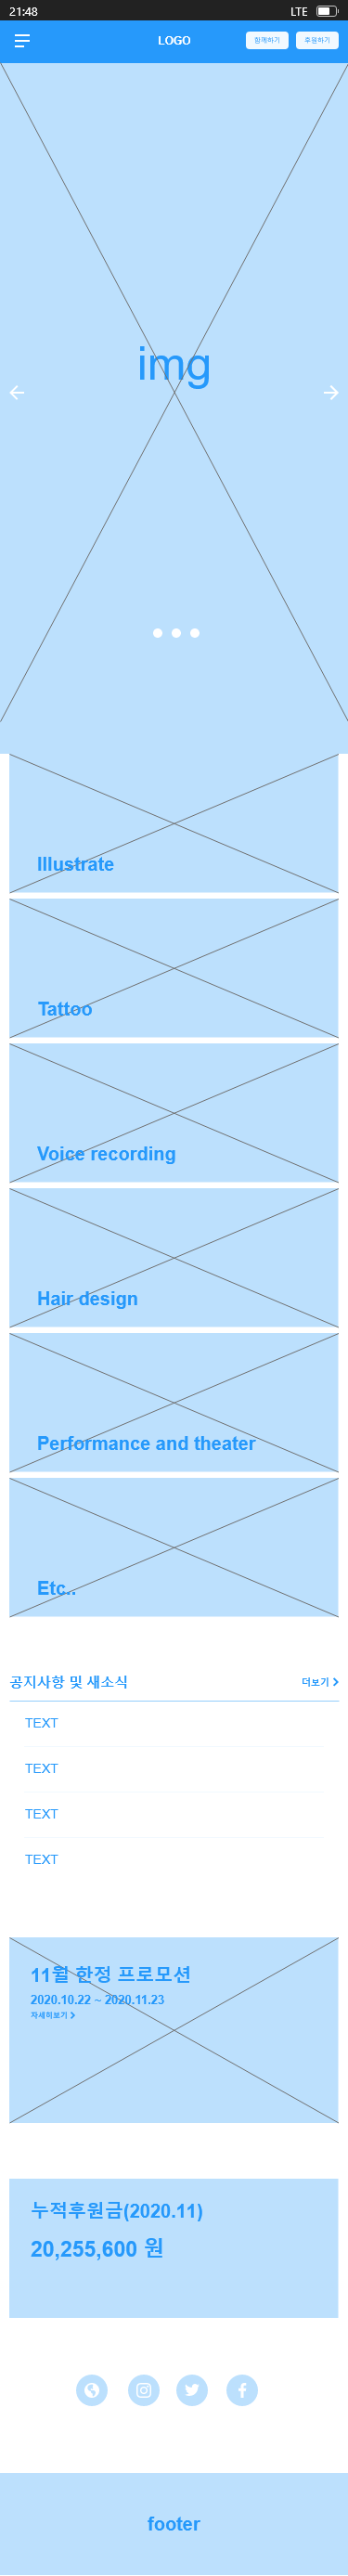 21:48 LTE
LOGO 함께하기 후원하기
img
Illustrate
Tattoo
Voice recording
Hair design
Performance and theater
Etc..
공지사항 및 새소식 더보기
TEXT
TEXT
TEXT
TEXT
11월 한정 프로모션
2020.10.22 ~ 2020.11.23
자세히보기
누적후원금(2020.11)
20,255,600 원
footer